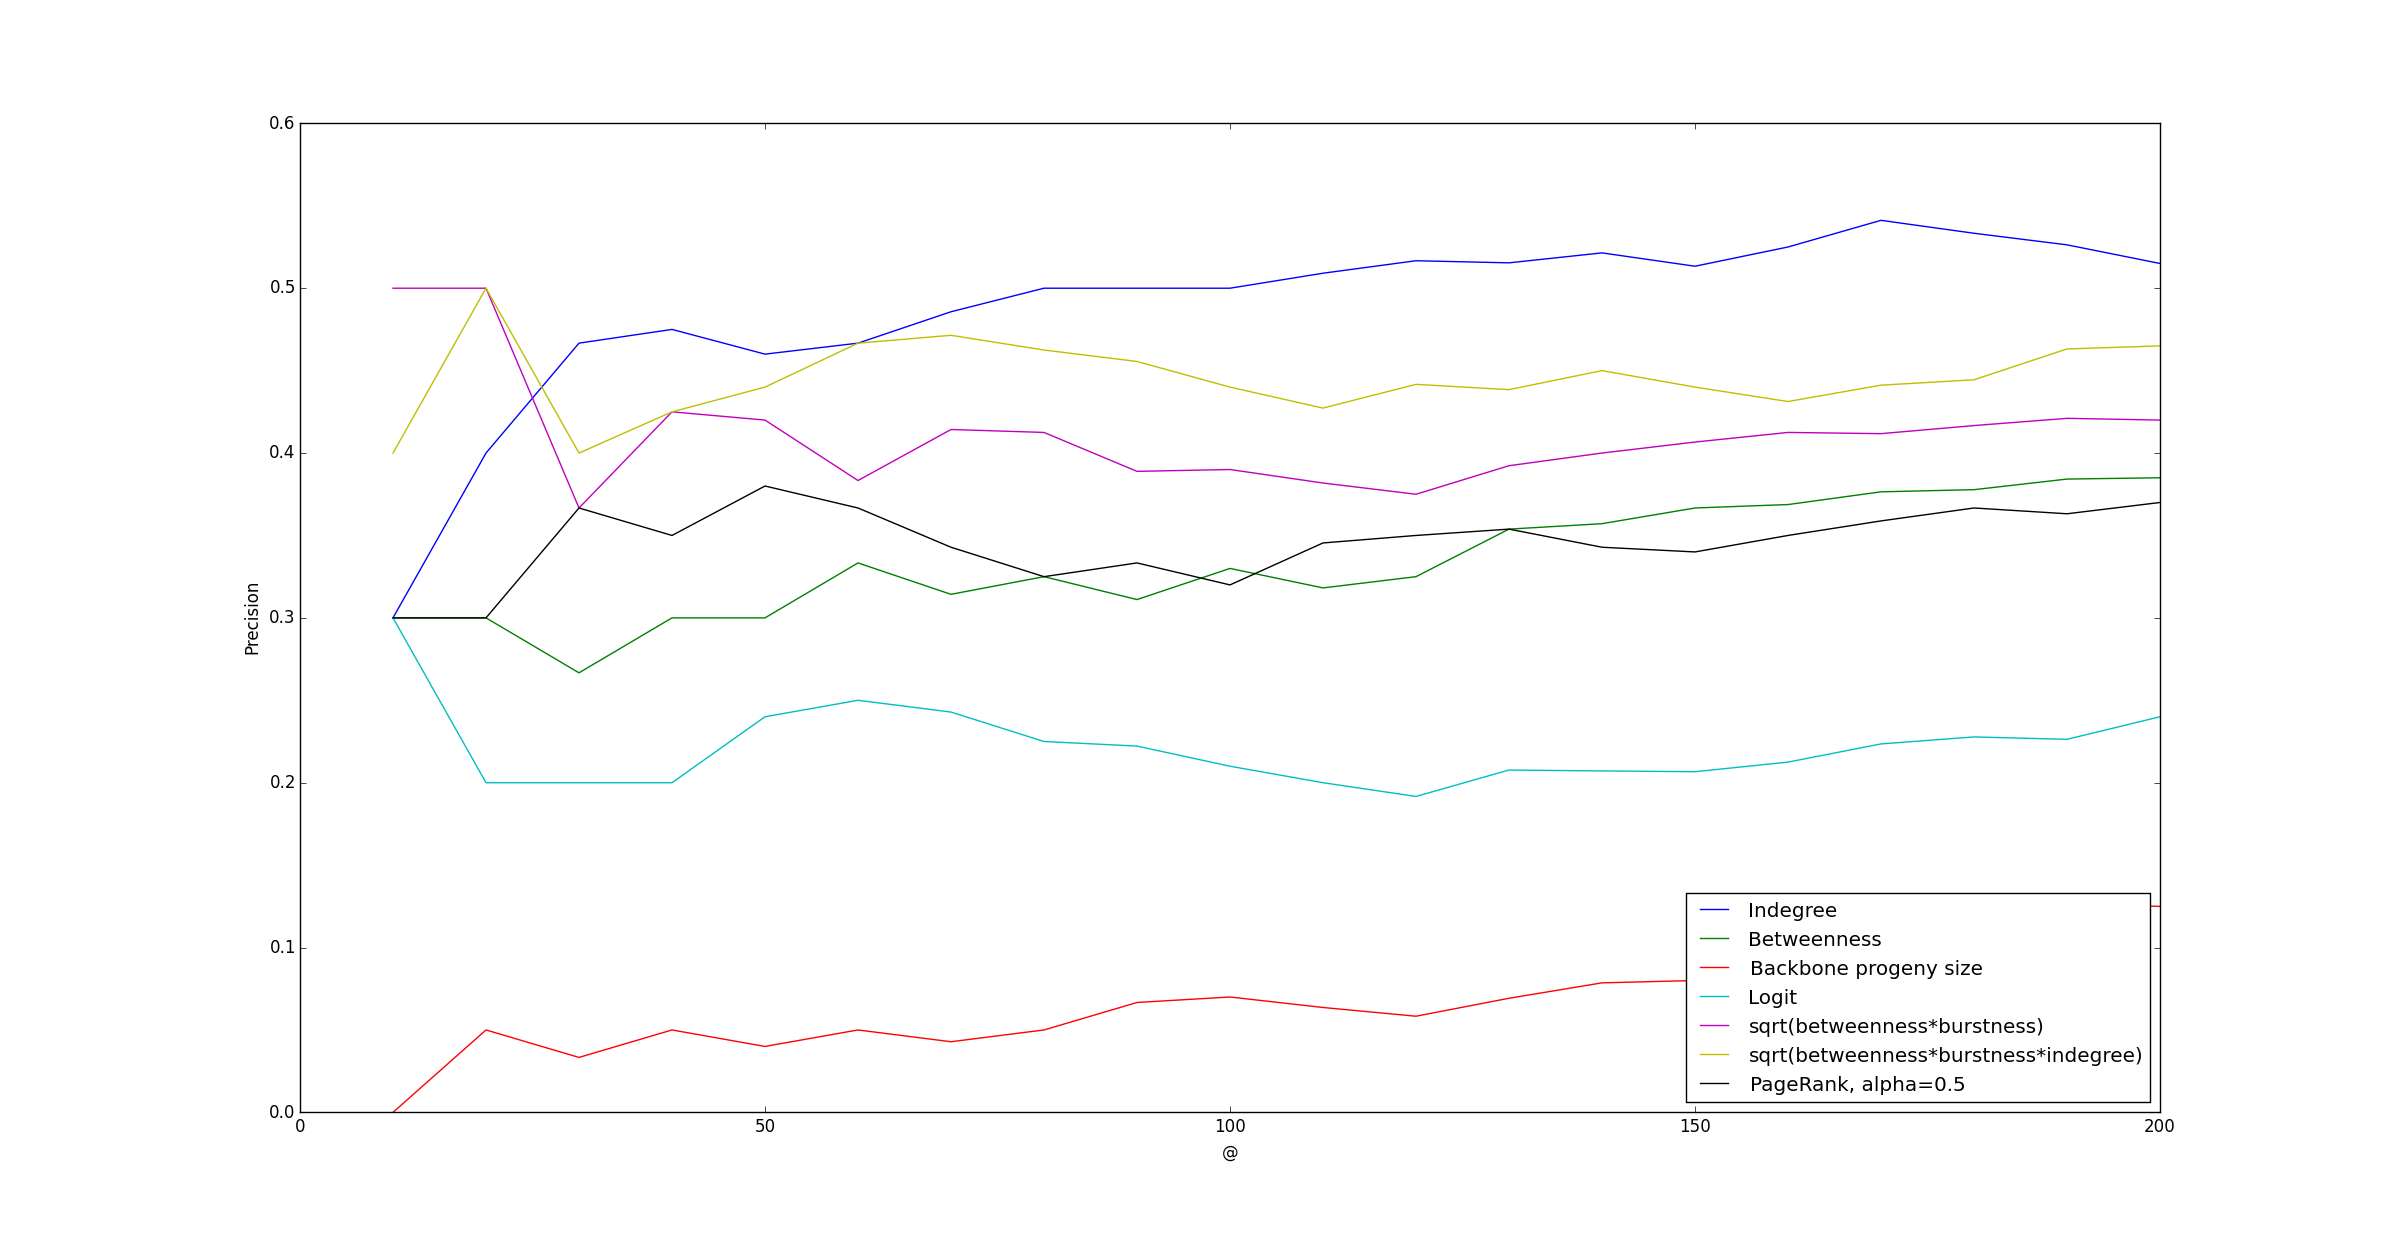 0.6
0.5
0.4
0.3
0.2
0.1
0.0
Precision
0 50 100 150 200
@
Indegree
Betweenness
Backbone progeny size
Logit
sqrt(betweenness*burstness)
sqrt(betweenness*burstness*indegree)
PageRank, alpha=0.5